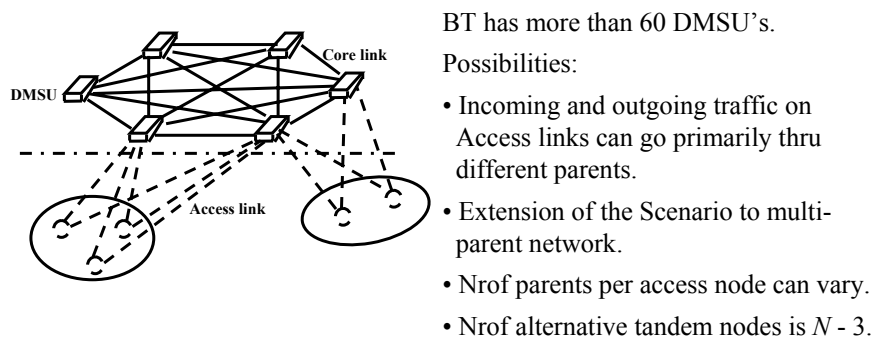 BT has more than 60 DMSU's.
Possibilities:
• Incoming and outgoing traffic on
Access links can go primarily thru
different parents.
• Extension of the Scenario to multi-
parent network.
• Nrof parents per access node can vary.
• Nrof alternative tandem nodes is N - 3.
Core link
DMSU
Access link